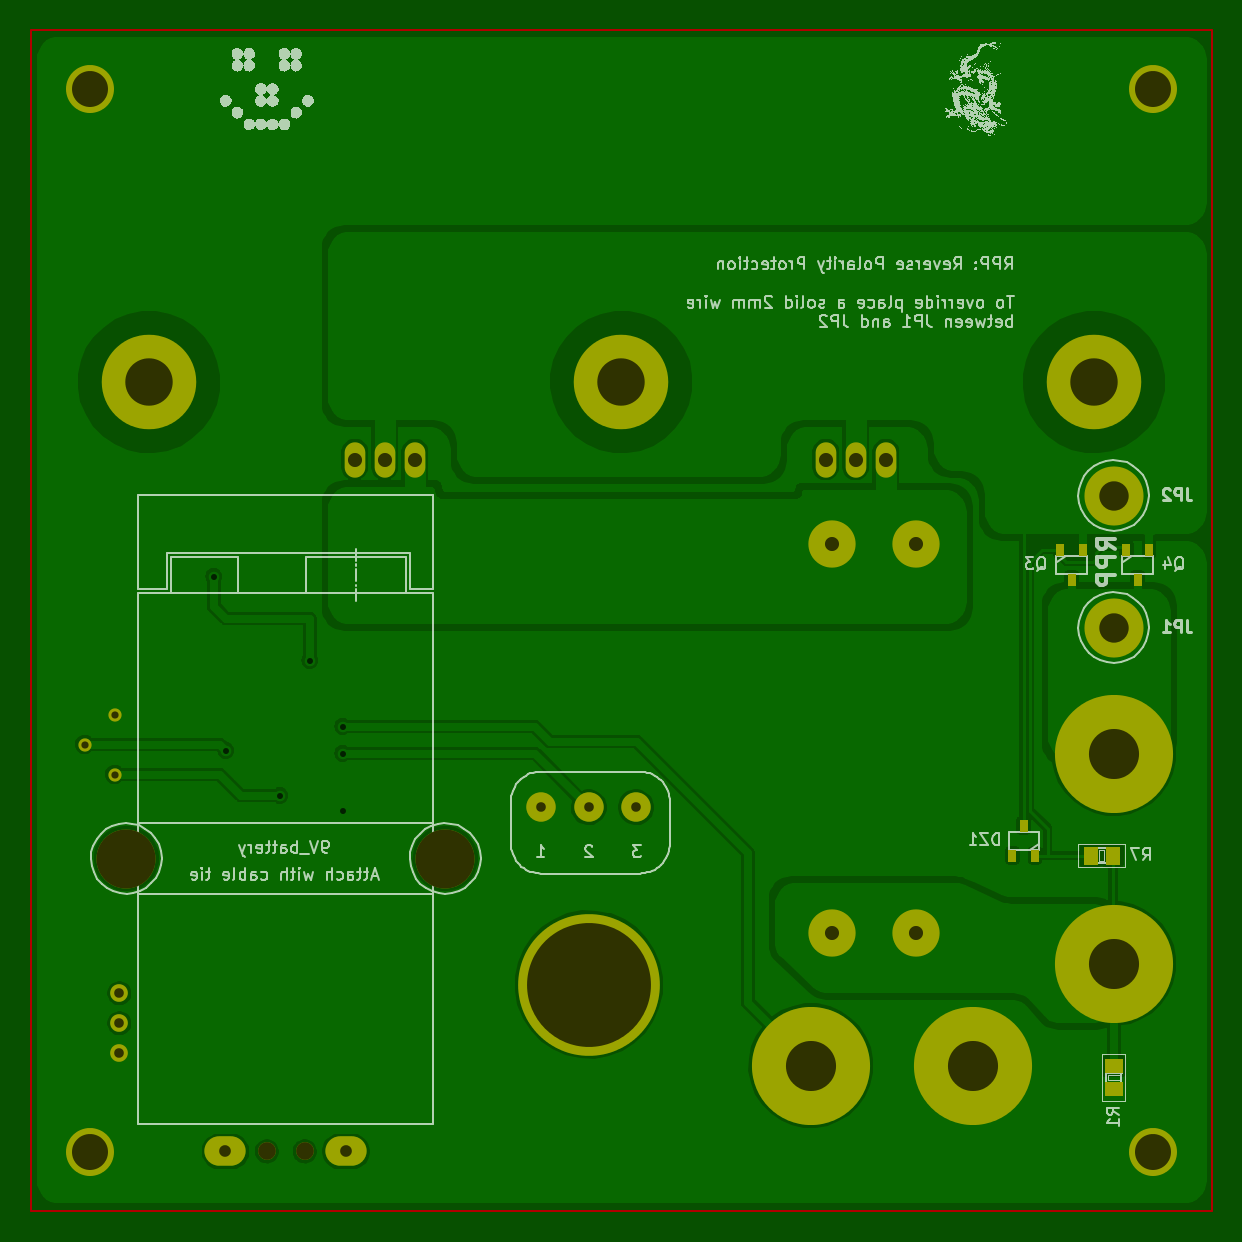 RPP: Reverse Polarity Protection
To override place a solid 2mm wire
between JP1 and JP2
JP2
Q3
RPP
Q4
JP1
DZ1
R7
9V_battery
Attach with cable tie
1 2 3
R1